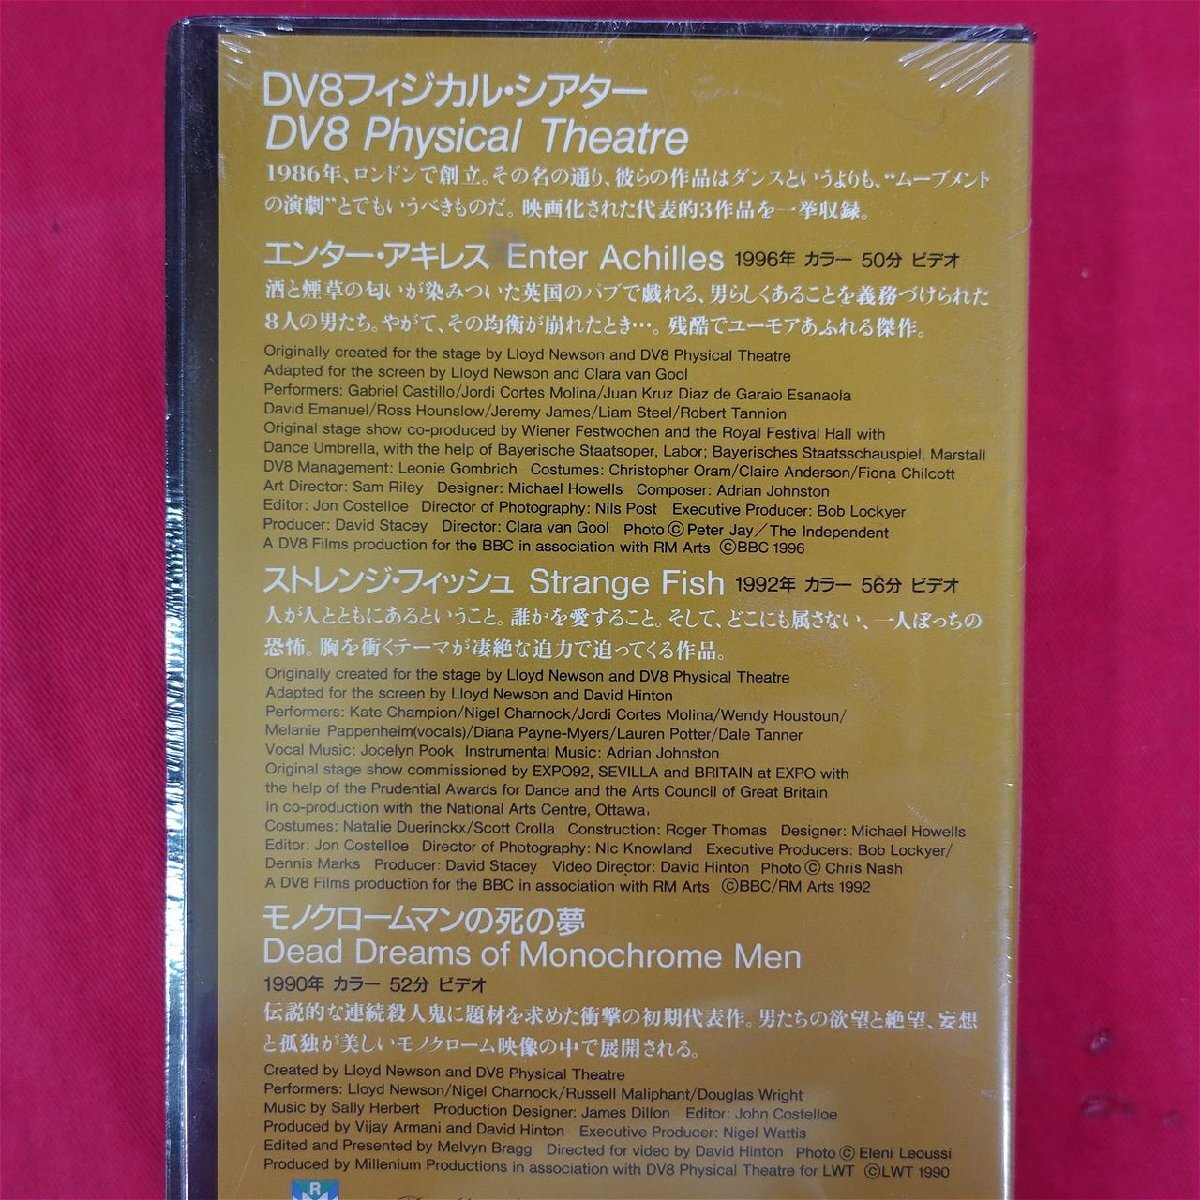 DV8フィジカル・シアター
DV8 Physical Theatre
1986年、ロンドンで創立。その名の通り、彼らの作品はダンスというよりも、“ムーブメント
の演劇”とでもいうべきものだ。映画化された代表的3作品を一挙収録。
エンター・アキレス Enter Achilles 1996年 カラー 50分 ビデオ
酒と煙草の匂いが染みついた英国のパブで戯れる、男らしくあることを義務づけられた
8人の男たち。やがて、その均衡が崩れたとき…。残酷でユーモアあふれる傑作。
Originally created for the stage by Lloyd Newson and DV8 Physical Theatre
Adapted for the screen by Lloyd Newson and Clara van Gool
Performers: Gabriel Castillo/Jordi Cortes Molina/Juan Kruz Diaz de Garaio Esanaola
David Emanuel/Ross Hounslow/Jeremy James/Liam Steel/Robert Tannion
Original stage show co-produced by Wiener Festwochen and the Royal Festival Hall with
Dance Umbrella, with the help of Bayerische Staatsoper, Labor; Bayerisches Staatsschauspiel, Marstall
DV8 Management: Leonie Gombrich Costumes: Christopher Oram/Claire Anderson/Fiona Chilcott
Art Director: Sam Riley Designer: Michael Howells Composer: Adrian Johnston
Editor: Jon Costelloe Director of Photography: Nils Post Executive Producer: Bob Lockyer
Producer: David Stacey Director: Clara van Gool Photo©Peter Jay/The Independent
A DV8 Films production for the BBC in association with RM Arts ©BBC 1996
ストレンジ・フィッシュ Strange Fish 1992年 カラー 56分 ビデオ
人が人とともにあるということ。誰かを愛すること。そして、どこにも属さない、一人ぼっちの
恐怖。胸を衝くテーマが凄絶な迫力で迫ってくる作品。
Originally created for the stage by Lloyd Newson and DV8 Physical Theatre
Adapted for the screen by Lloyd Newson and David Hinton
Performers: Kate Champion/Nigel Charnock/Jordi Cortes Molina/Wendy Houstoun/
Melanie Pappenheim(vocals)/Diana Payne-Myers/Lauren Potter/Dale Tanner
Vocal Music: Jocelyn Pook Instrumental Music: Adrian Johnston
Original stage show commissioned by EXPO92, SEVILLA and BRITAIN at EXPO with
the help of the Prudential Awards for Dance and the Arts Council of Great Britain
in co-production with the National Arts Centre, Ottawa,
Costumes: Natalie Duerinckx/Scott Crolla Construction: Roger Thomas Designer: Michael Howells
Editor: Jon Costelloe Director of Photography: Nic Knowland Executive Producers: Bob Lockyer/
Dennis Marks Producer: David Stacey Video Director: David Hinton Photo © Chris Nash
A DV8 Films production for the BBC in association with RM Arts ©BBC/RM Arts 1992
モノクロームマンの死の夢
Dead Dreams of Monochrome Men
1990年 カラー 52分 ビデオ
伝説的な連続殺人鬼に題材を求めた衝撃の初期代表作。男たちの欲望と絶望、妄想
と孤独が美しいモノクローム映像の中で展開される。
Created by Lloyd Newson and DV8 Physical Theatre
Performers: Lloyd Newson/Nigel Charnock/Russell Maliphant/Douglas Wright
Music by Sally Herbert Production Designer: James Dillon Editor: John Costelloe
Produced by Vijay Armani and David Hinton Executive Producer: Nigel Wattis
Edited and Presented by Melvyn Bragg Directed for video by David Hinton Photo © Eleni Leoussi
Produced by Millenium Productions in association with DV8 Physical Theatre for LWT ©LWT 1990
R